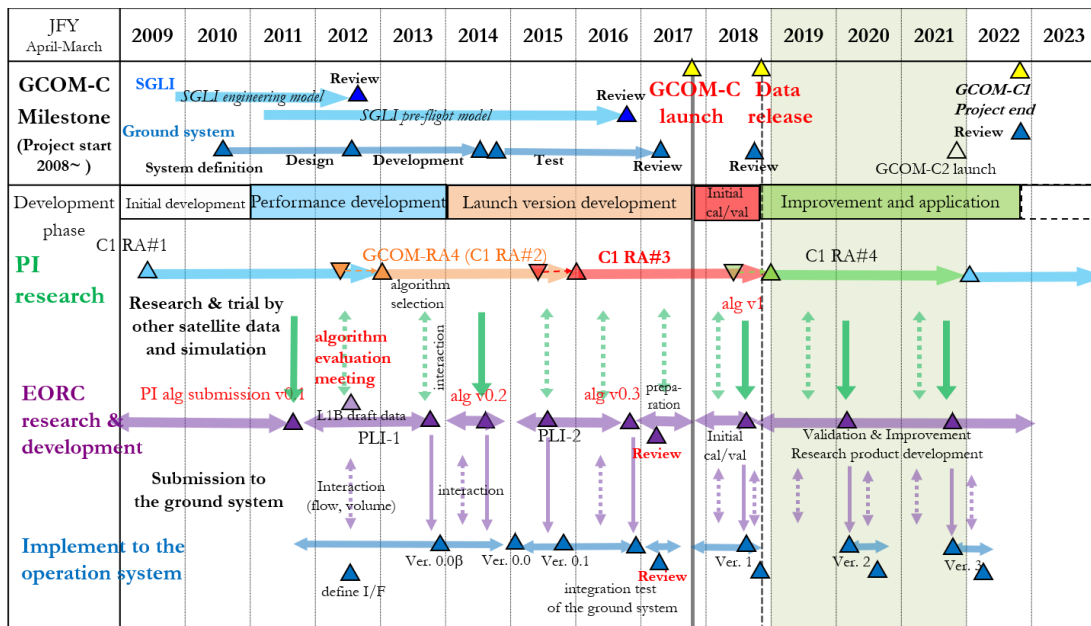 JFY
April-March
2009 2010 2011 2012 2013 2014 2015 2016 2017 2018 2019 2020 2021 2022 2023
GCOM-C
Milestone
(Project start
2008~ )
SGLI
SGLI engineering model
Review
SGLI pre-flight model
Review
GCOM-C
launch
Data
release
GCOM-C1
Project end
Review
Ground system
System definition
Design
Development
Test
Review
Review
GCOM-C2 launch
Development
phase
Initial development
Performance development
Launch version development
Initial
cal/val
Improvement and application
PI
research
C1 RA#1
GCOM-RA4 (C1 RA#2)
C1 RA#3
C1 RA#4
algorithm
selection
Research & trial by
other satellite data
and simulation
algorithm
evaluation
meeting
interaction
alg v1
EORC
research &
development
PI alg submission v0.1
alg v0.2
alg v0.3
prepa-
ration
L1B draft data
PLI-1
PLI-2
Review
Initial
cal/val
Validation & Improvement
Research product development
Submission to
the ground system
Interaction
(flow, volume)
interaction
Implement to the
operation system
Ver. 0.0β
Ver. 0.0
Ver. 0.1
Review
Ver. 1
Ver. 2
Ver. 3
define I/F
integration test
of the ground system